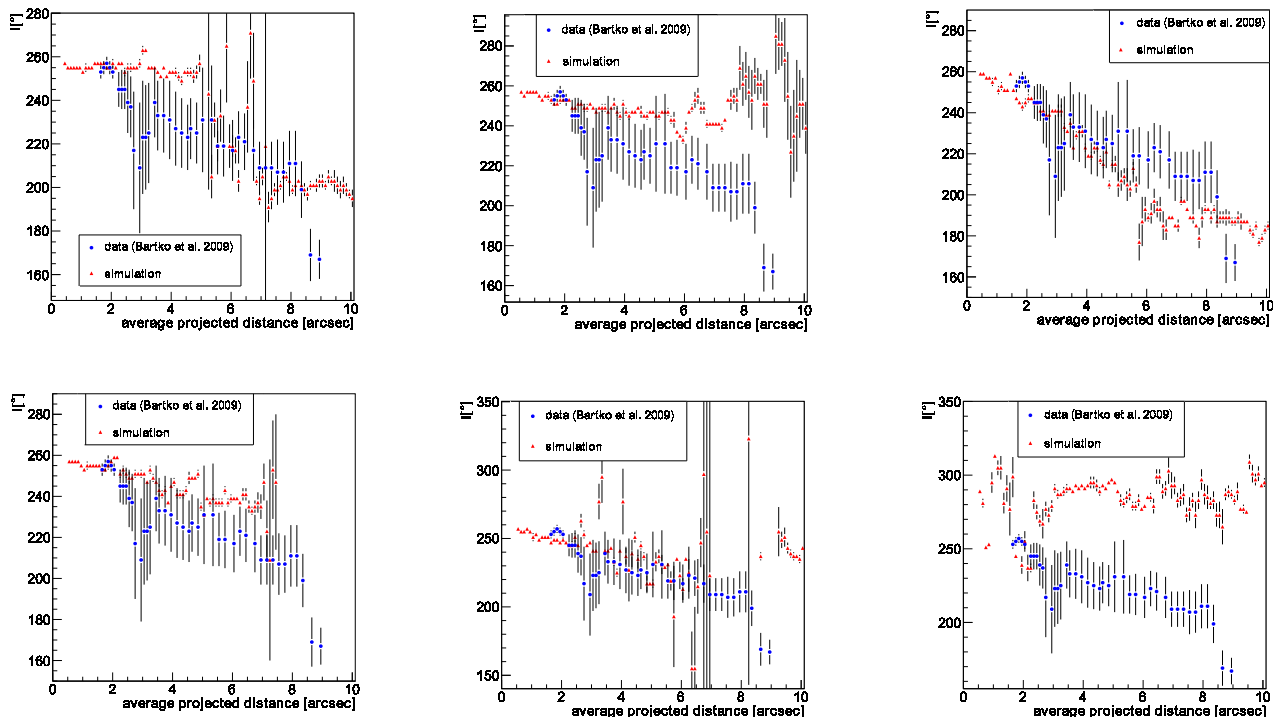 I[°]
280
260
240
220
200
180
160
data (Bartko et al. 2009)
simulation
0 2 4 6 8 10
average projected distance [arcsec]
I[°]
280
260
240
220
200
180
160
data (Bartko et al. 2009)
simulation
0 2 4 6 8 10
average projected distance [arcsec]
I[°]
280
260
240
220
200
180
160
data (Bartko et al. 2009)
simulation
0 2 4 6 8 10
average projected distance [arcsec]
I[°]
280
260
240
220
200
180
160
data (Bartko et al. 2009)
simulation
0 2 4 6 8 10
average projected distance [arcsec]
I[°]
350
300
250
200
150
data (Bartko et al. 2009)
simulation
0 2 4 6 8 10
average projected distance [arcsec]
I[°]
350
300
250
200
data (Bartko et al. 2009)
simulation
0 2 4 6 8 10
average projected distance [arcsec]